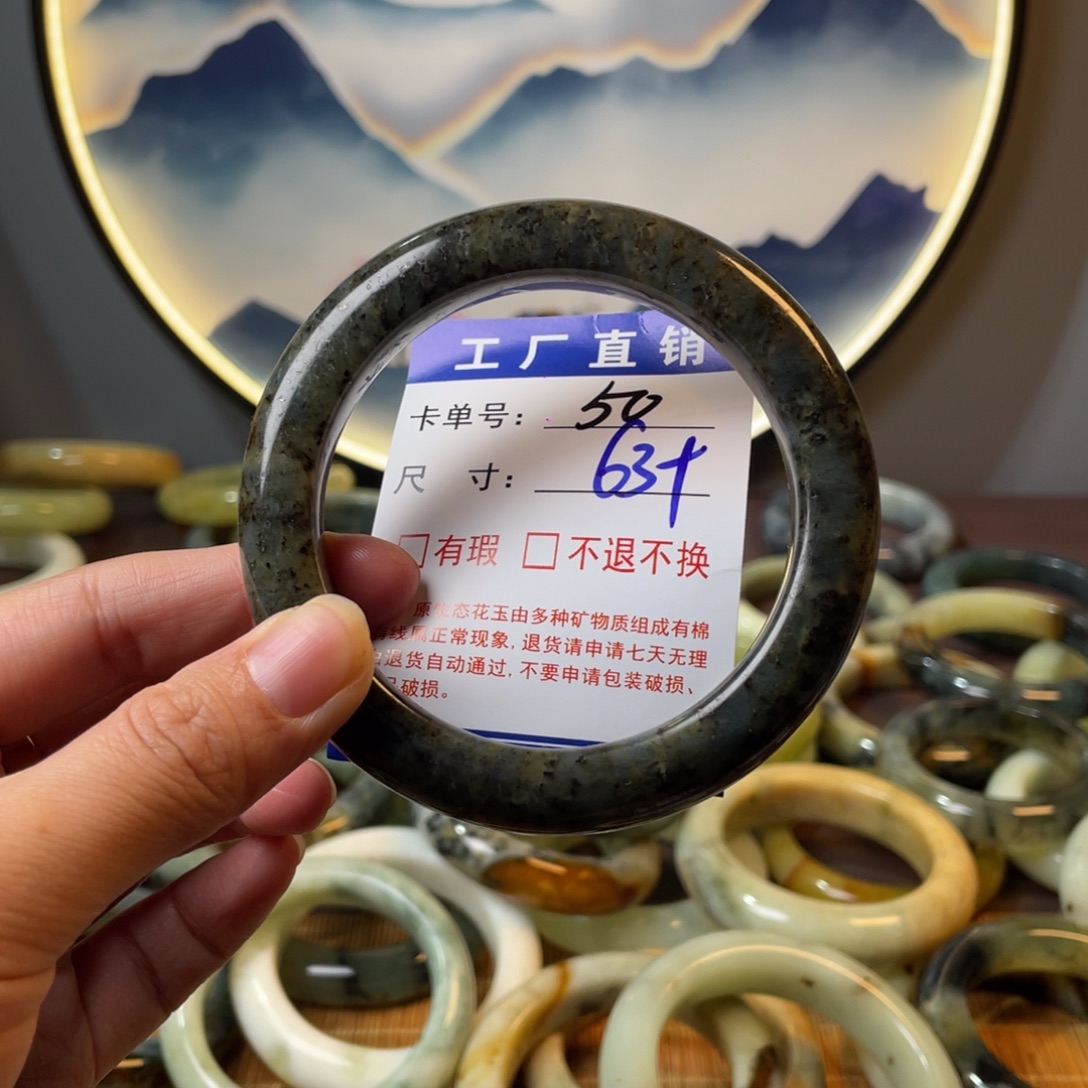 工厂直销
卡单号: 50
尺 寸: 63+
□有瑕 □不退不换
原生态花玉由多种矿物质组成有棉
有线属正常现象,退货请申请七天无理
由退货自动通过,不要申请包装破损、
破损。